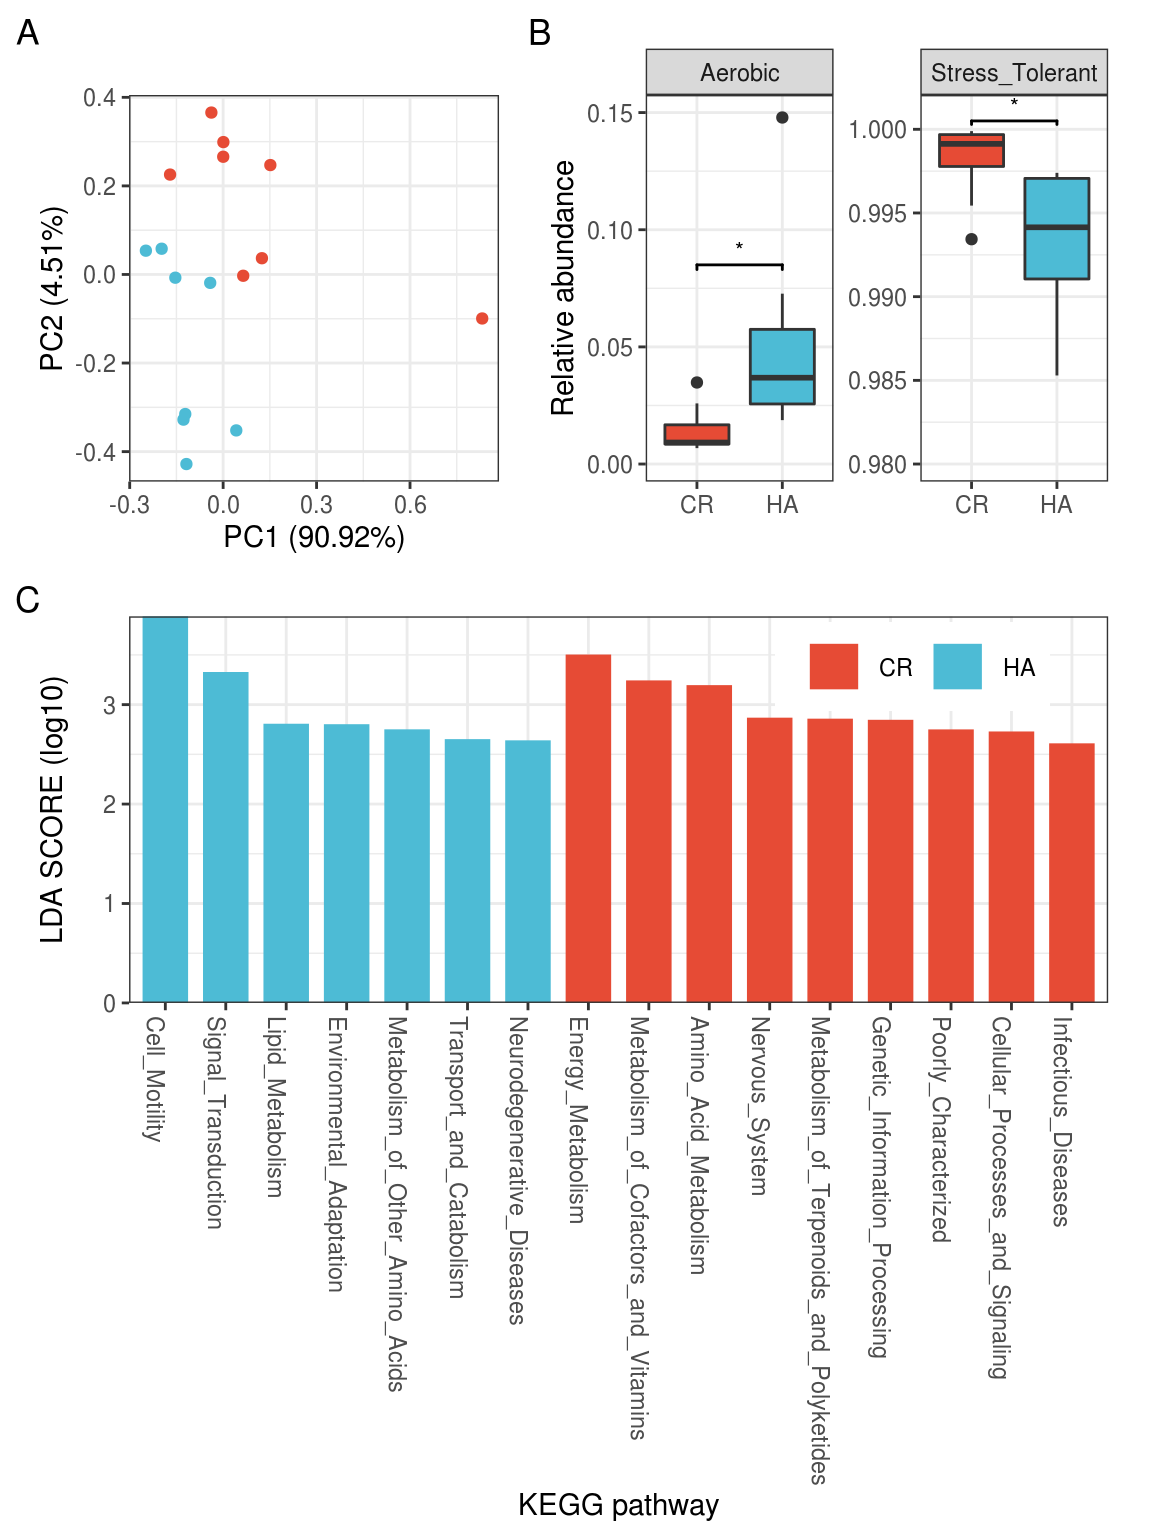 A
B
Aerobic
Stress_Tolerant
0.4
0.2
0.0
-0.2
-0.4
PC2 (4.51%)
-0.3
0.0
0.3
0.6
PC1 (90.92%)
Relative abundance
0.15
0.10
0.05
0.00
*
CR
HA
1.000
0.995
0.990
0.985
0.980
*
CR
HA
C
LDA SCORE (log10)
3
2
1
0
CR
HA
Cell_Motility
Signal_Transduction
Lipid_Metabolism
Environmental_Adaptation
Metabolism_of_Other_Amino_Acids
Transport_and_Catabolism
Neurodegenerative_Diseases
Energy_Metabolism
Metabolism_of_Cofactors_and_Vitamins
Amino_Acid_Metabolism
Nervous_System
Metabolism_of_Terpenoids_and_Polyketides
Genetic_Information_Processing
Poorly_Characterized
Cellular_Processes_and_Signaling
Infectious_Diseases
KEGG pathway